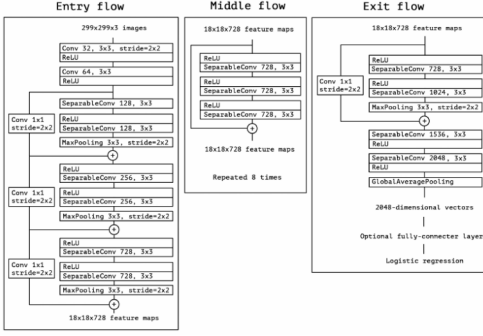 Entry flow
299x299x3 images
Conv 32, 3x3, stride=2x2
ReLU
Conv 64, 3x3
ReLU
SeparableConv 128, 3x3
Conv 1x1
stride=2x2
ReLU
SeparableConv 128, 3x3
MaxPooling 3x3, stride=2x2
+
ReLU
SeparableConv 256, 3x3
Conv 1x1
stride=2x2
ReLU
SeparableConv 256, 3x3
MaxPooling 3x3, stride=2x2
+
ReLU
SeparableConv 728, 3x3
Conv 1x1
stride=2x2
ReLU
SeparableConv 728, 3x3
MaxPooling 3x3, stride=2x2
+
18x18x728 feature maps
Middle flow
18x18x728 feature maps
ReLU
SeparableConv 728, 3x3
ReLU
SeparableConv 728, 3x3
ReLU
SeparableConv 728, 3x3
+
18x18x728 feature maps
Repeated 8 times
Exit flow
18x18x728 feature maps
ReLU
SeparableConv 728, 3x3
Conv 1x1
stride=2x2
ReLU
SeparableConv 1024, 3x3
MaxPooling 3x3, stride=2x2
+
SeparableConv 1536, 3x3
ReLU
SeparableConv 2048, 3x3
ReLU
GlobalAveragePooling
2048-dimensional vectors
Optional fully-connecter layer
Logistic regression